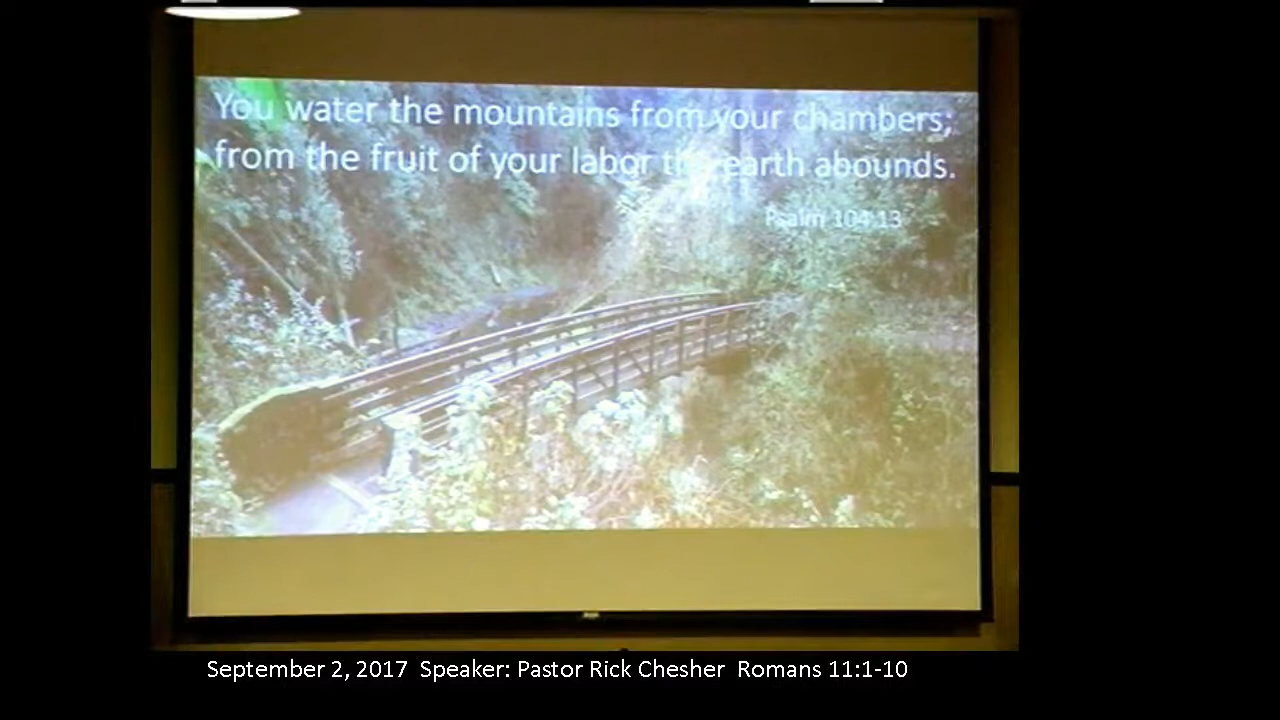 You water the mountains from your chambers;
from the fruit of your labor the earth abounds.
Psalm 104:13
September 2, 2017 Speaker: Pastor Rick Chesher Romans 11:1-10